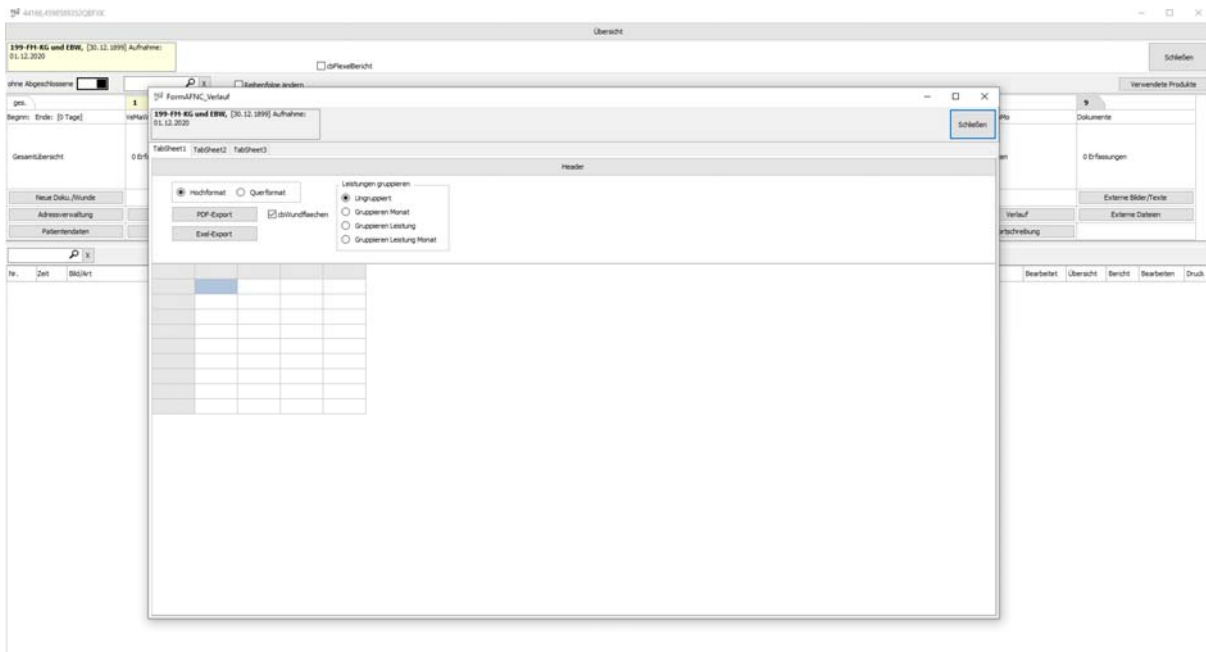 Übersicht
199-FM-KG und EBW, [30.12.1899] Aufnahme:
01.12.2020
cbFlexeBericht
Schließen
ohne Abgeschlossene
X
Reihenfolge ändern
Verwendete Produkte
ges.
1
9
Beginn: Ende: [0 Tage]
Dokumente
Gesamtübersicht
0 Erfassungen
Neue Doku./Wunde
Externe Bilder/Texte
Adressverwaltung
Verlauf
Externe Dateien
Patientendaten
X
Nr.
Zeit
Bild/Art
Bearbeitet
Übersicht
Bericht
Bearbeiten
Druck
FormAFNC_Verlauf
199-FM-KG und EBW, [30.12.1899] Aufnahme:
01.12.2020
Schließen
TabSheet1
TabSheet2
TabSheet3
Header
Hochformat
Querformat
PDF-Export
cbWundflaechen
Exel-Export
Leistungen gruppieren
Ungruppiert
Gruppieren Monat
Gruppieren Leistung
Gruppieren Leistung Monat